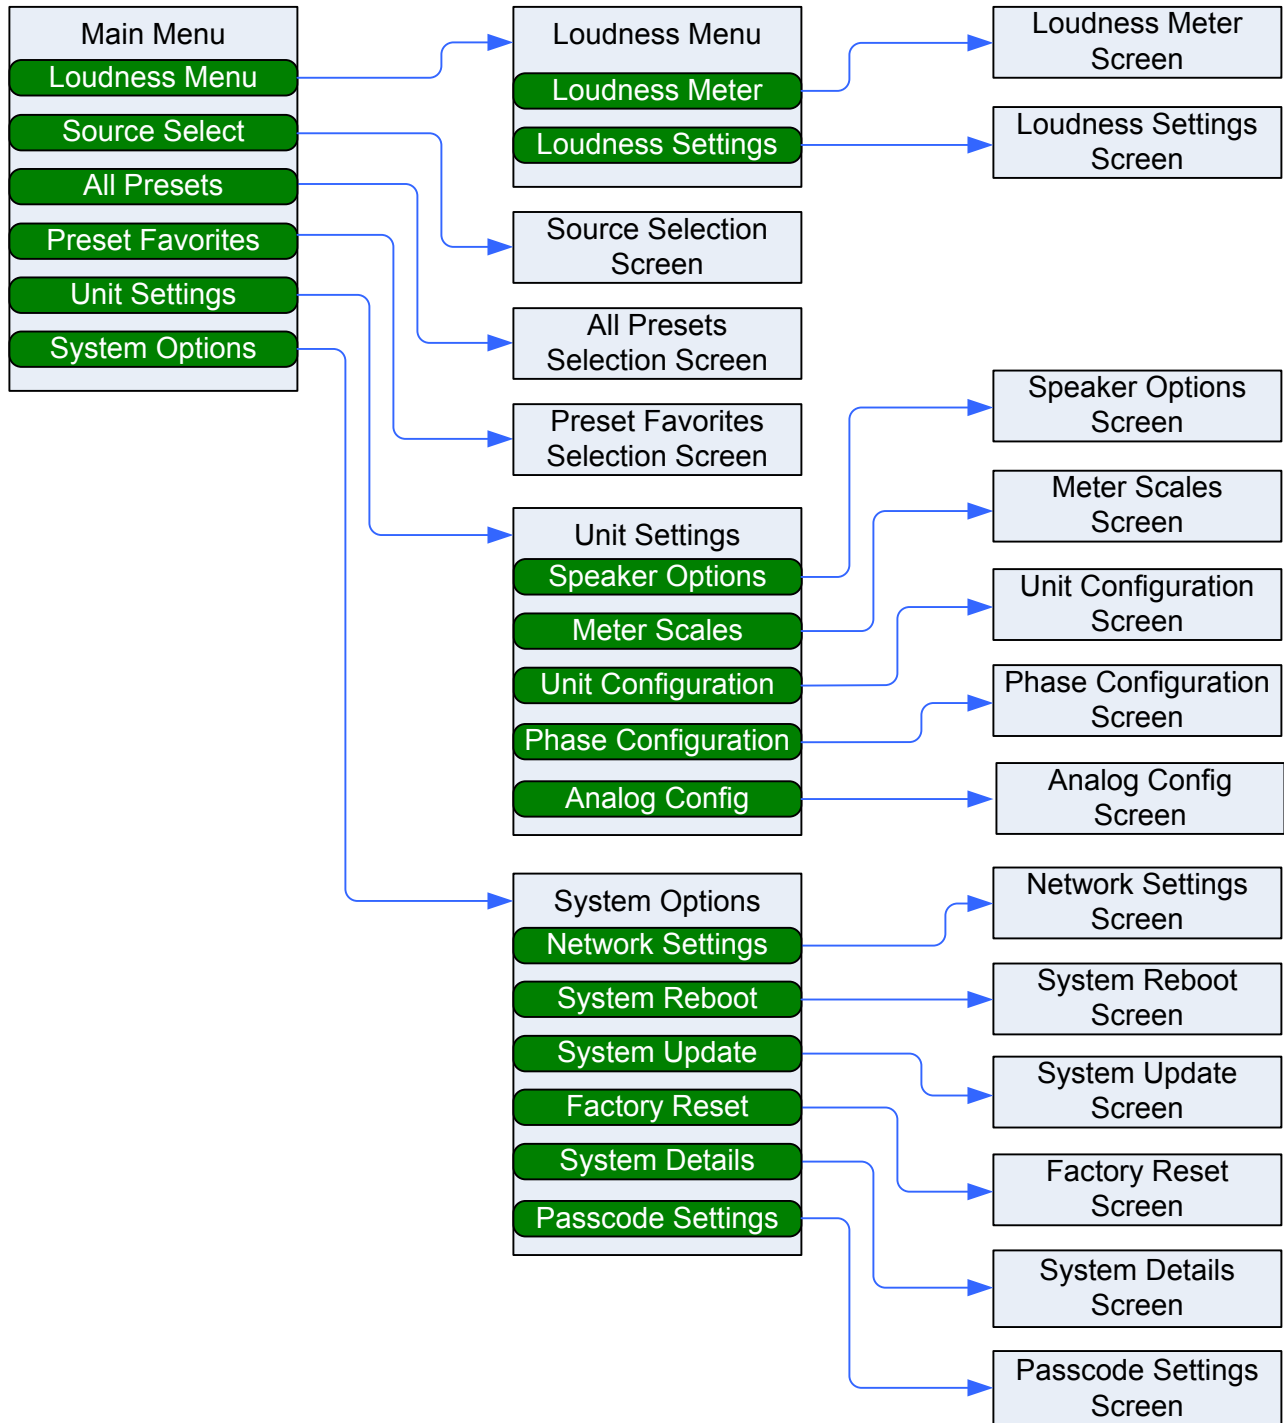 Main Menu
Loudness Menu
Source Select
All Presets
Preset Favorites
Unit Settings
System Options
Loudness Menu
Loudness Meter
Loudness Settings
Loudness Meter
Screen
Loudness Settings
Screen
Source Selection
Screen
All Presets
Selection Screen
Preset Favorites
Selection Screen
Unit Settings
Speaker Options
Meter Scales
Unit Configuration
Phase Configuration
Analog Config
Speaker Options
Screen
Meter Scales
Screen
Unit Configuration
Screen
Phase Configuration
Screen
Analog Config
Screen
System Options
Network Settings
System Reboot
System Update
Factory Reset
System Details
Passcode Settings
Network Settings
Screen
System Reboot
Screen
System Update
Screen
Factory Reset
Screen
System Details
Screen
Passcode Settings
Screen